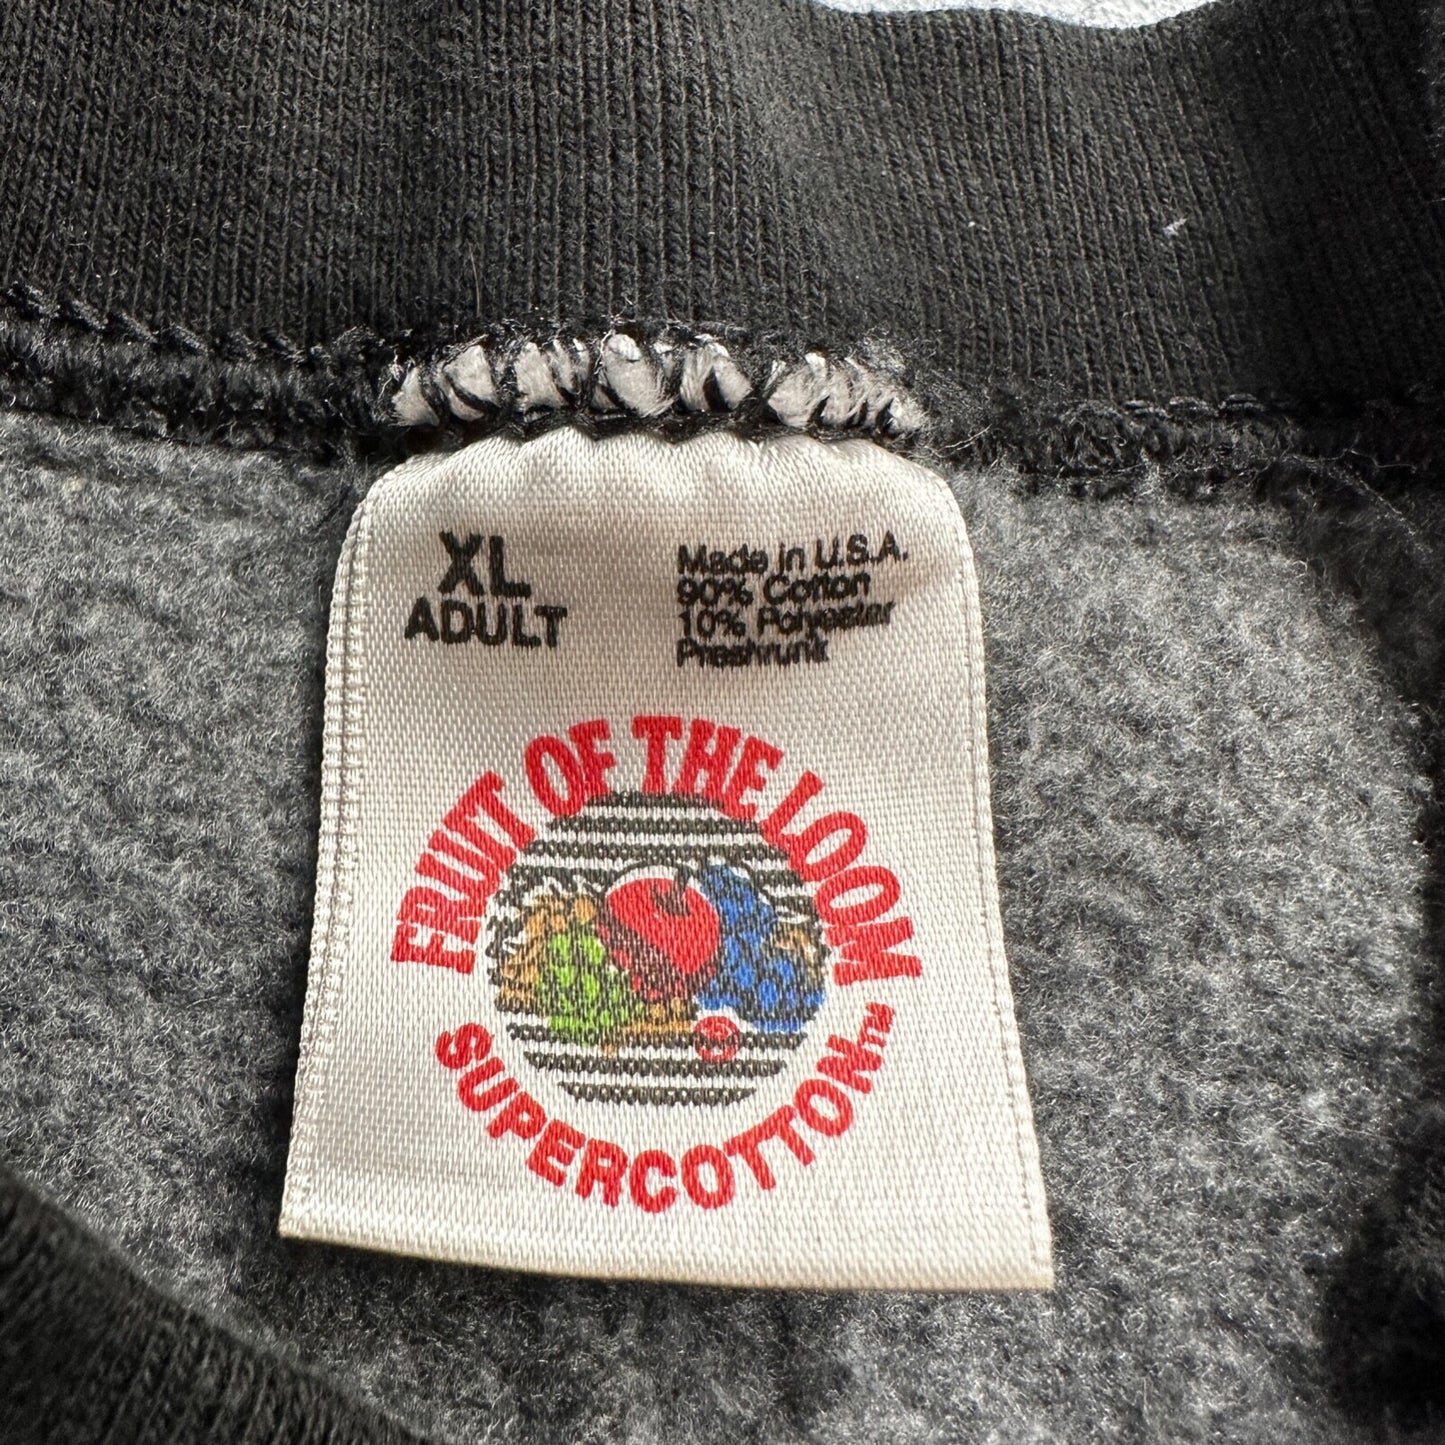 XL
ADULT
Made in U.S.A.
90% Cotton
10% Polyester
Preshrunk
FRUIT OF THE LOOM
®
SUPERCOTTON™